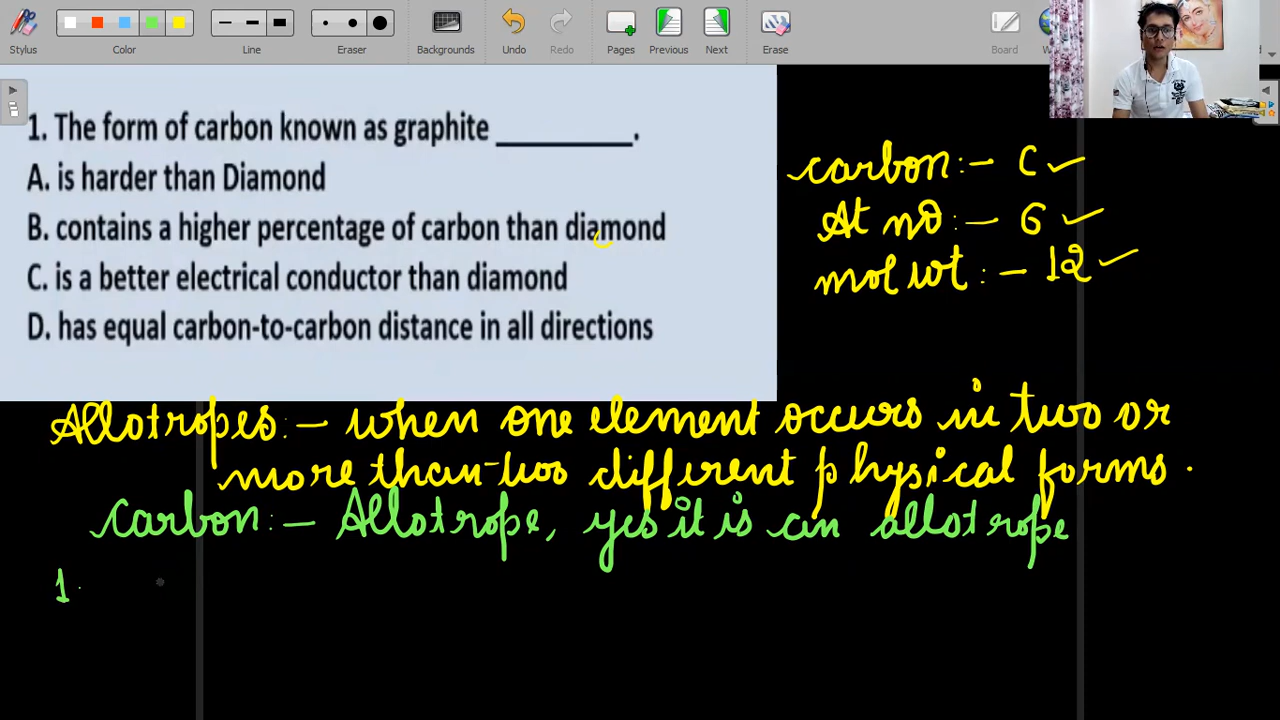 Stylus
Color
Line
Eraser
Backgrounds
Undo
Redo
Pages
Previous
Next
Erase
Board
1. The form of carbon known as graphite _________.
A. is harder than Diamond
B. contains a higher percentage of carbon than diamond
C. is a better electrical conductor than diamond
D. has equal carbon-to-carbon distance in all directions
carbon:- C ✓
At no:- 6 ✓
mol wt:- 12 ✓
Allotropes:- when one element occurs in two or
more than two different physical forms.
Carbon:- Allotrope, yes it is an allotrope
1.